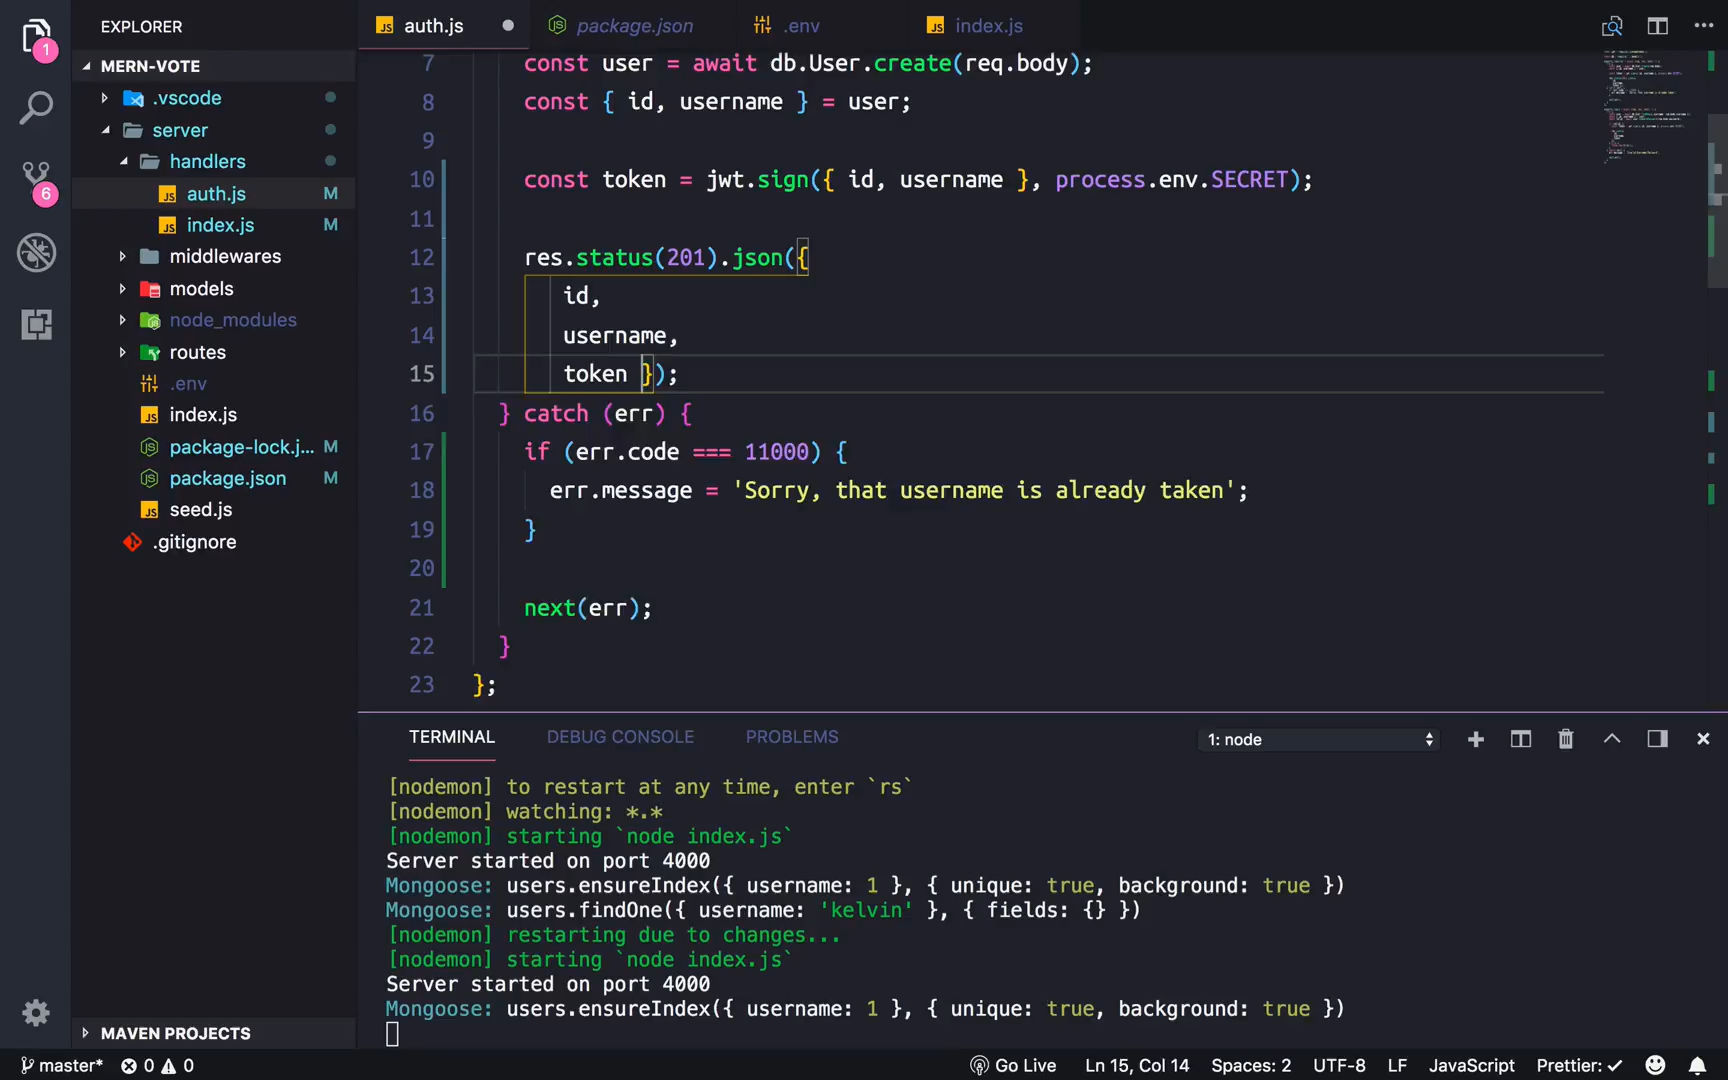 EXPLORER
1
6
MERN-VOTE
.vscode
server
handlers
auth.js M
index.js M
middlewares
models
node_modules
routes
.env
index.js
package-lock.j... M
package.json M
seed.js
.gitignore
MAVEN PROJECTS
auth.js
package.json
.env
index.js
7 const user = await db.User.create(req.body);
8 const { id, username } = user;
9
10 const token = jwt.sign({ id, username }, process.env.SECRET);
11
12 res.status(201).json({
13 id,
14 username,
15 token });
16 } catch (err) {
17 if (err.code === 11000) {
18 err.message = 'Sorry, that username is already taken';
19 }
20
21 next(err);
22 }
23 };
TERMINAL DEBUG CONSOLE PROBLEMS 1: node
[nodemon] to restart at any time, enter `rs`
[nodemon] watching: *.*
[nodemon] starting `node index.js`
Server started on port 4000
Mongoose: users.ensureIndex({ username: 1 }, { unique: true, background: true })
Mongoose: users.findOne({ username: 'kelvin' }, { fields: {} })
[nodemon] restarting due to changes...
[nodemon] starting `node index.js`
Server started on port 4000
Mongoose: users.ensureIndex({ username: 1 }, { unique: true, background: true })
master* 0 0 Go Live Ln 15, Col 14 Spaces: 2 UTF-8 LF JavaScript Prettier: ✓